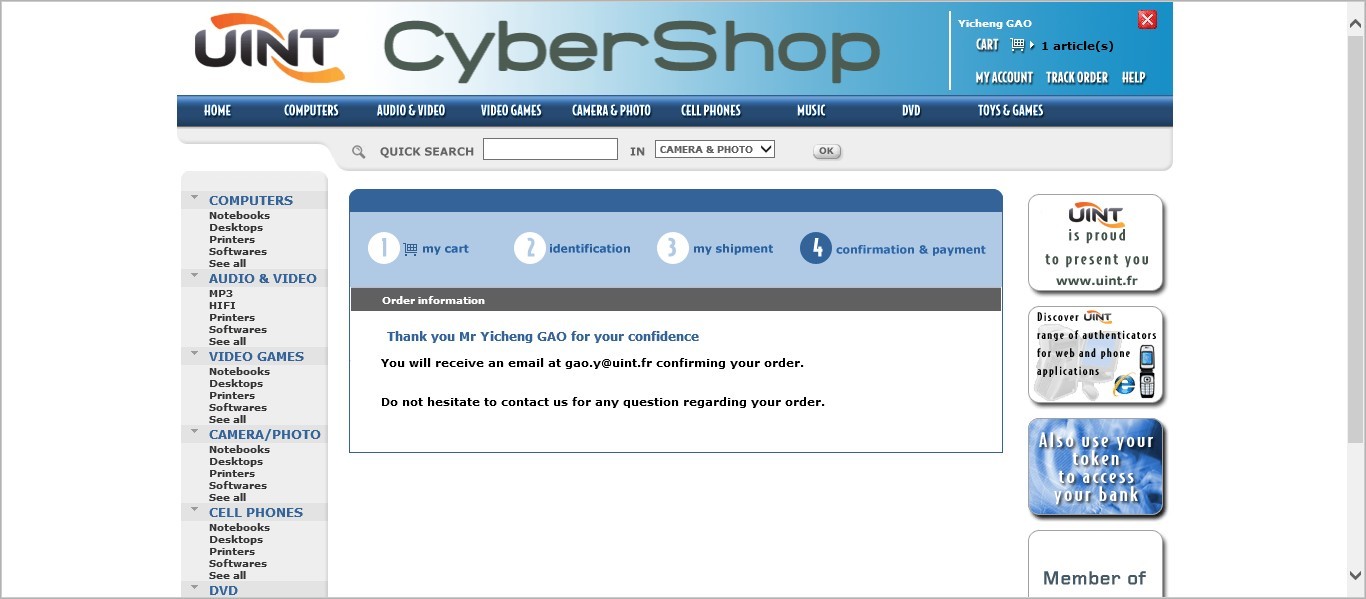 UINT CyberShop
Yicheng GAO
CART 1 article(s)
MY ACCOUNT TRACK ORDER HELP
HOME COMPUTERS AUDIO & VIDEO VIDEO GAMES CAMERA & PHOTO CELL PHONES MUSIC DVD TOYS & GAMES
QUICK SEARCH IN CAMERA & PHOTO OK
COMPUTERS
Notebooks
Desktops
Printers
Softwares
See all
AUDIO & VIDEO
MP3
HIFI
Printers
Softwares
See all
VIDEO GAMES
Notebooks
Desktops
Printers
Softwares
See all
CAMERA/PHOTO
Notebooks
Desktops
Printers
Softwares
See all
CELL PHONES
Notebooks
Desktops
Printers
Softwares
See all
DVD
1 my cart 2 identification 3 my shipment 4 confirmation & payment
Order information
Thank you Mr Yicheng GAO for your confidence
You will receive an email at gao.y@uint.fr confirming your order.
Do not hesitate to contact us for any question regarding your order.
UINT
is proud
to present you
www.uint.fr
Discover UINT
range of authenticators
for web and phone
applications
Also use your
token
to access
your bank
Member of